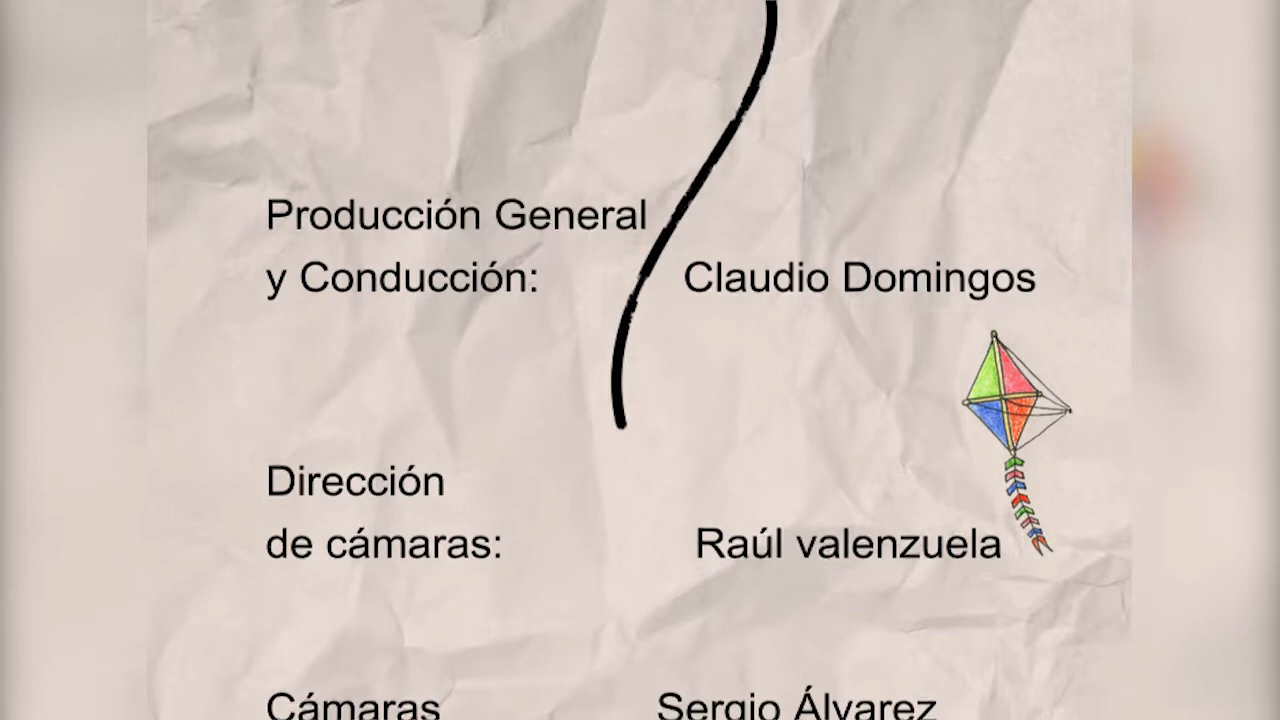 Producción General
y Conducción: Claudio Domingos
Dirección
de cámaras: Raúl valenzuela
Cámaras Sergio Álvarez